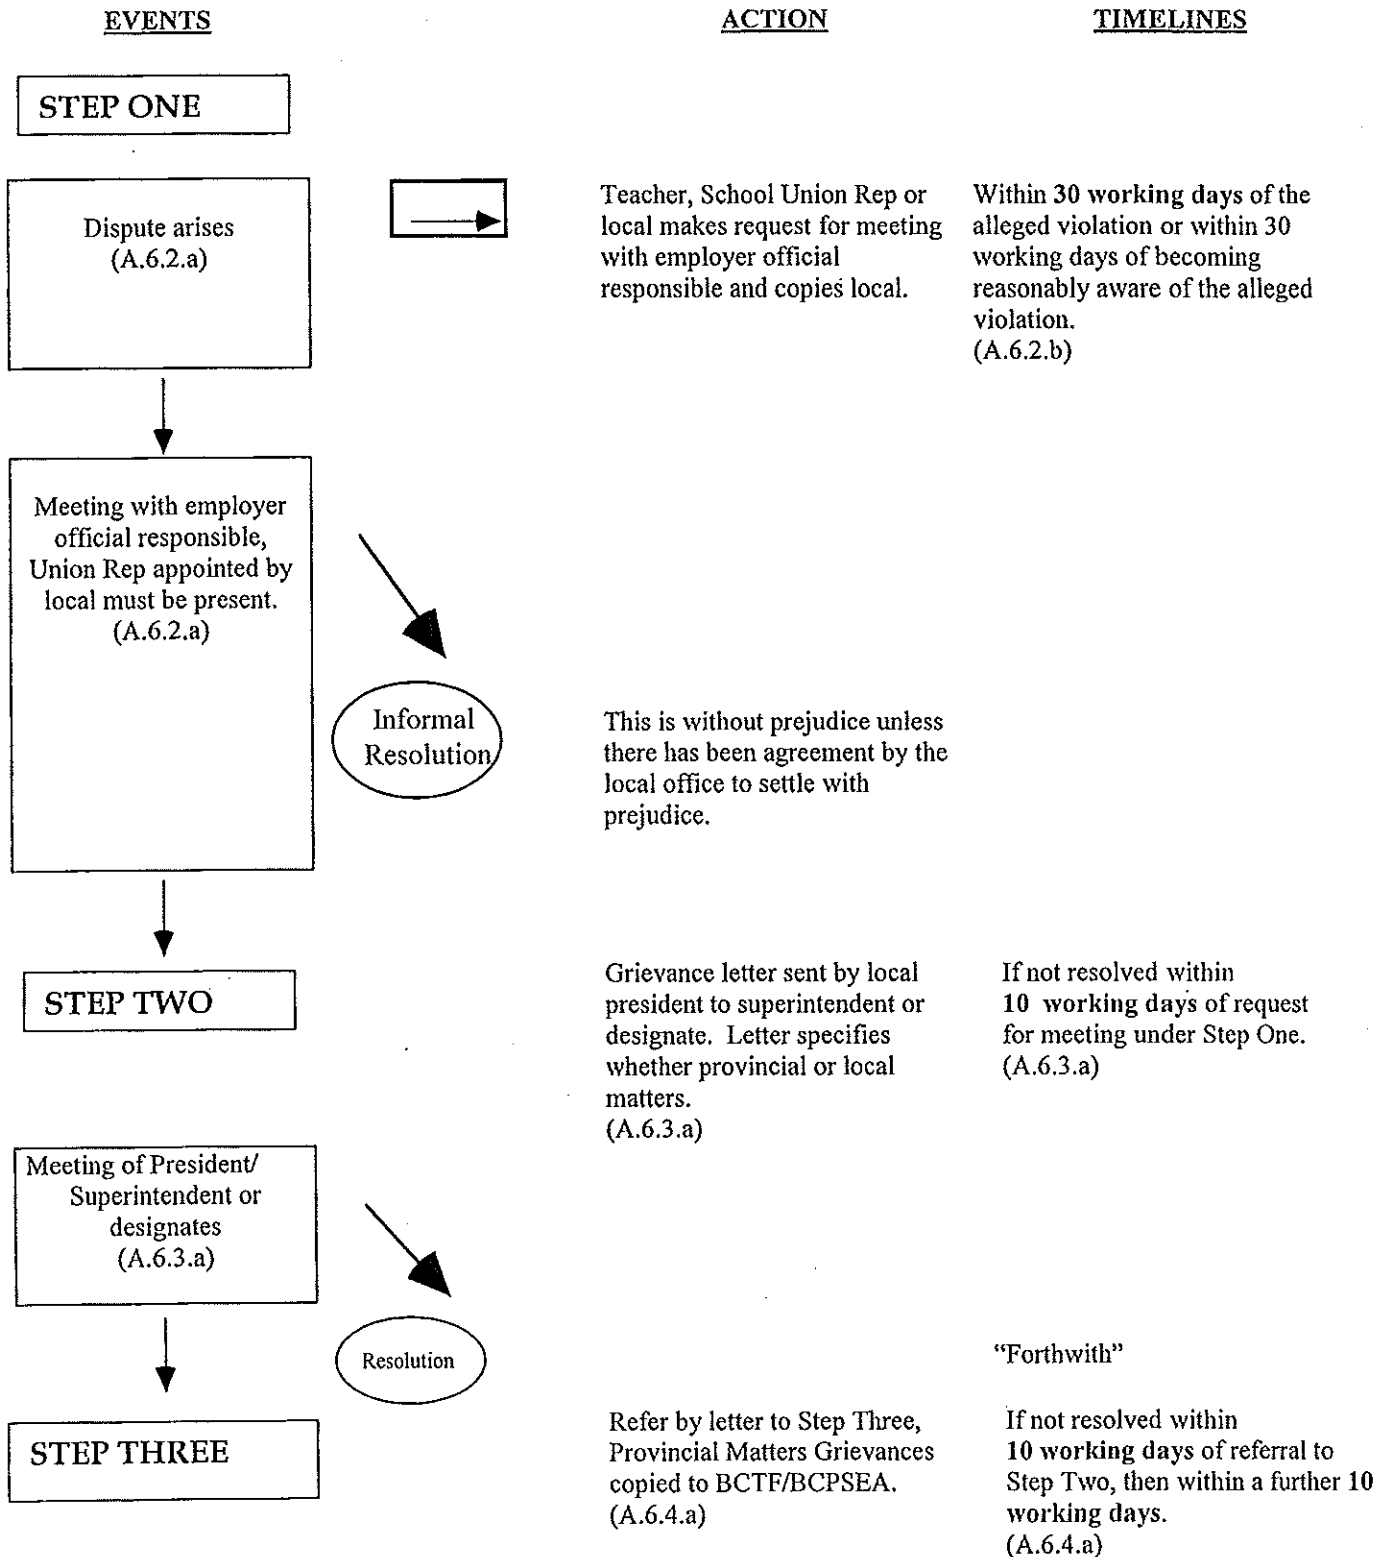 EVENTS
ACTION
TIMELINES
STEP ONE
Dispute arises
(A.6.2.a)
Teacher, School Union Rep or
local makes request for meeting
with employer official
responsible and copies local.
Within 30 working days of the
alleged violation or within 30
working days of becoming
reasonably aware of the alleged
violation.
(A.6.2.b)
Meeting with employer
official responsible,
Union Rep appointed by
local must be present.
(A.6.2.a)
Informal
Resolution
This is without prejudice unless
there has been agreement by the
local office to settle with
prejudice.
STEP TWO
Grievance letter sent by local
president to superintendent or
designate. Letter specifies
whether provincial or local
matters.
(A.6.3.a)
If not resolved within
10 working days of request
for meeting under Step One.
(A.6.3.a)
Meeting of President/
Superintendent or
designates
(A.6.3.a)
Resolution
"Forthwith"
STEP THREE
Refer by letter to Step Three,
Provincial Matters Grievances
copied to BCTF/BCPSEA.
(A.6.4.a)
If not resolved within
10 working days of referral to
Step Two, then within a further 10
working days.
(A.6.4.a)